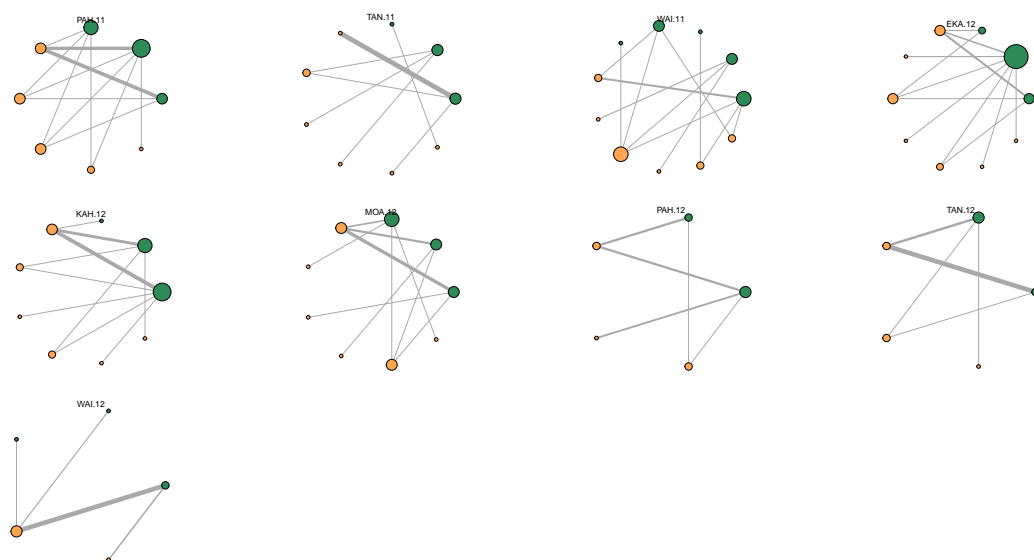 PAH.11
TAN.11
WAI.11
EKA.12
KAH.12
MOA.12
PAH.12
TAN.12
WAI.12